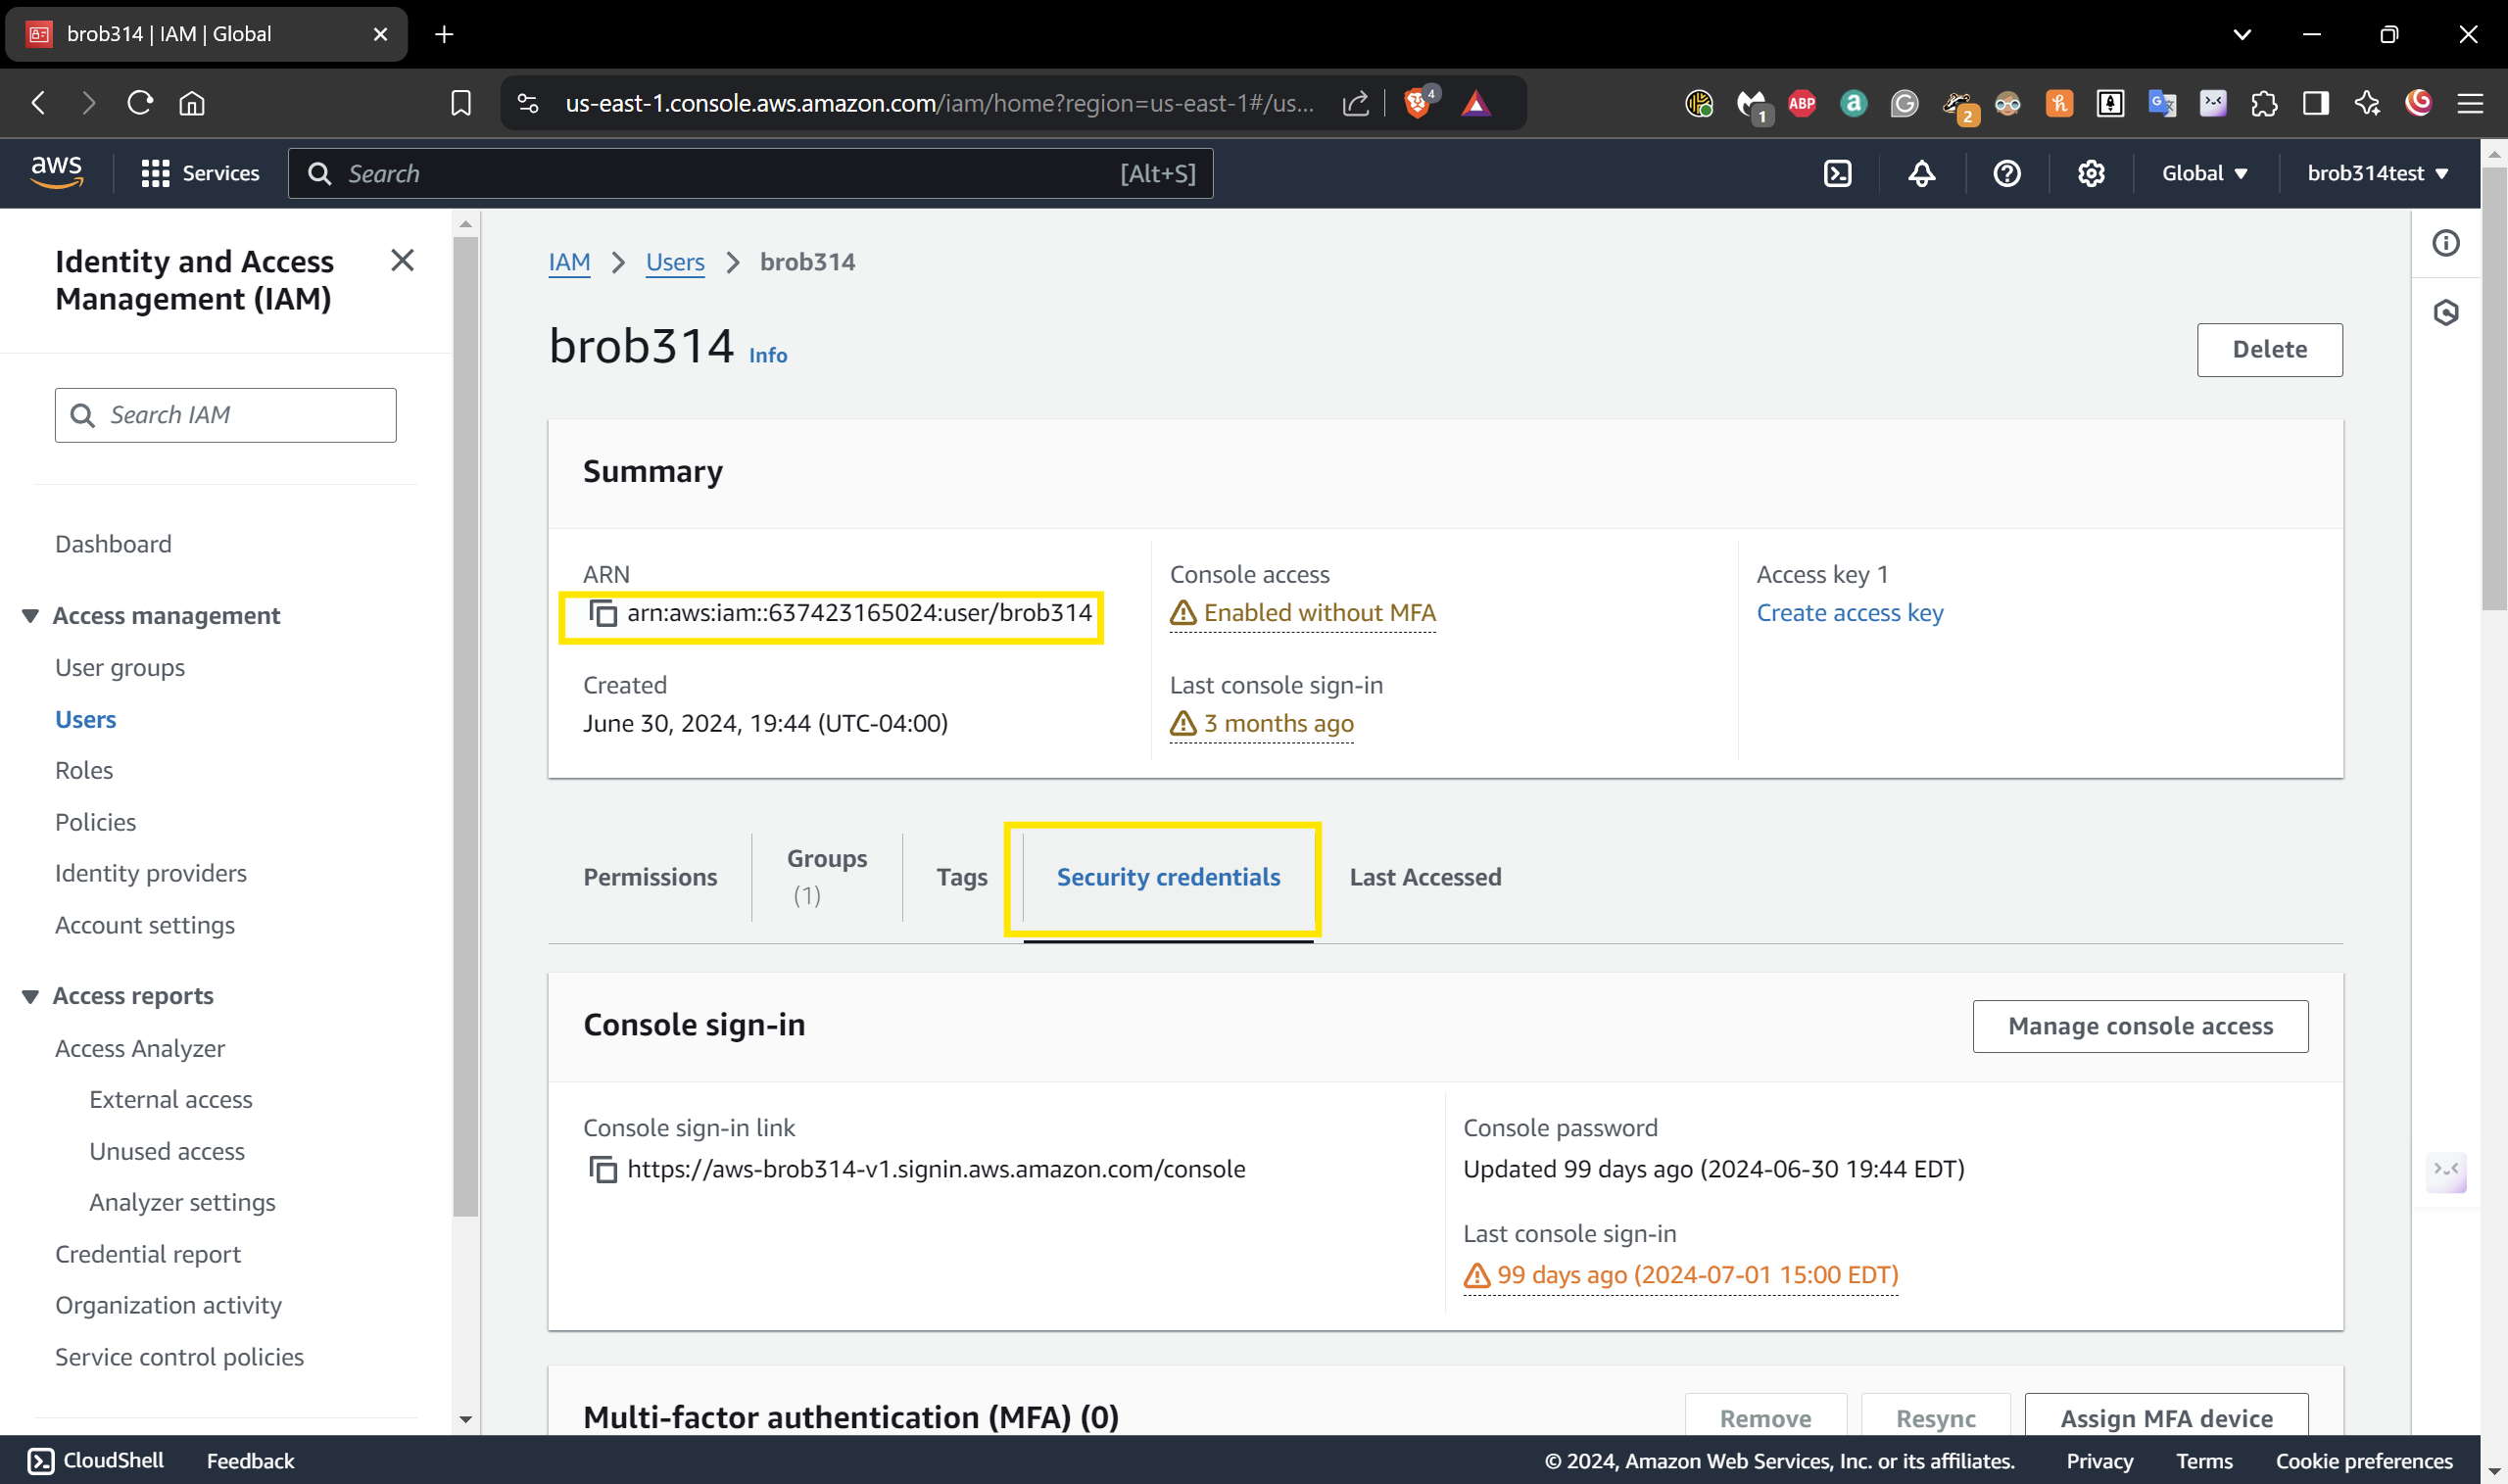 brob314 | IAM | Global
us-east-1.console.aws.amazon.com/iam/home?region=us-east-1#/us...
4
1
ABP
a
G
2
h
aws
Services
Search
[Alt+S]
Global
brob314test
Identity and Access
Management (IAM)
Search IAM
Dashboard
Access management
User groups
Users
Roles
Policies
Identity providers
Account settings
Access reports
Access Analyzer
External access
Unused access
Analyzer settings
Credential report
Organization activity
Service control policies
IAM > Users > brob314
brob314 Info
Delete
Summary
ARN
arn:aws:iam::637423165024:user/brob314
Created
June 30, 2024, 19:44 (UTC-04:00)
Console access
Enabled without MFA
Last console sign-in
3 months ago
Access key 1
Create access key
Permissions
Groups
(1)
Tags
Security credentials
Last Accessed
Console sign-in
Manage console access
Console sign-in link
https://aws-brob314-v1.signin.aws.amazon.com/console
Console password
Updated 99 days ago (2024-06-30 19:44 EDT)
Last console sign-in
99 days ago (2024-07-01 15:00 EDT)
Multi-factor authentication (MFA) (0)
Remove
Resync
Assign MFA device
CloudShell
Feedback
© 2024, Amazon Web Services, Inc. or its affiliates.
Privacy
Terms
Cookie preferences